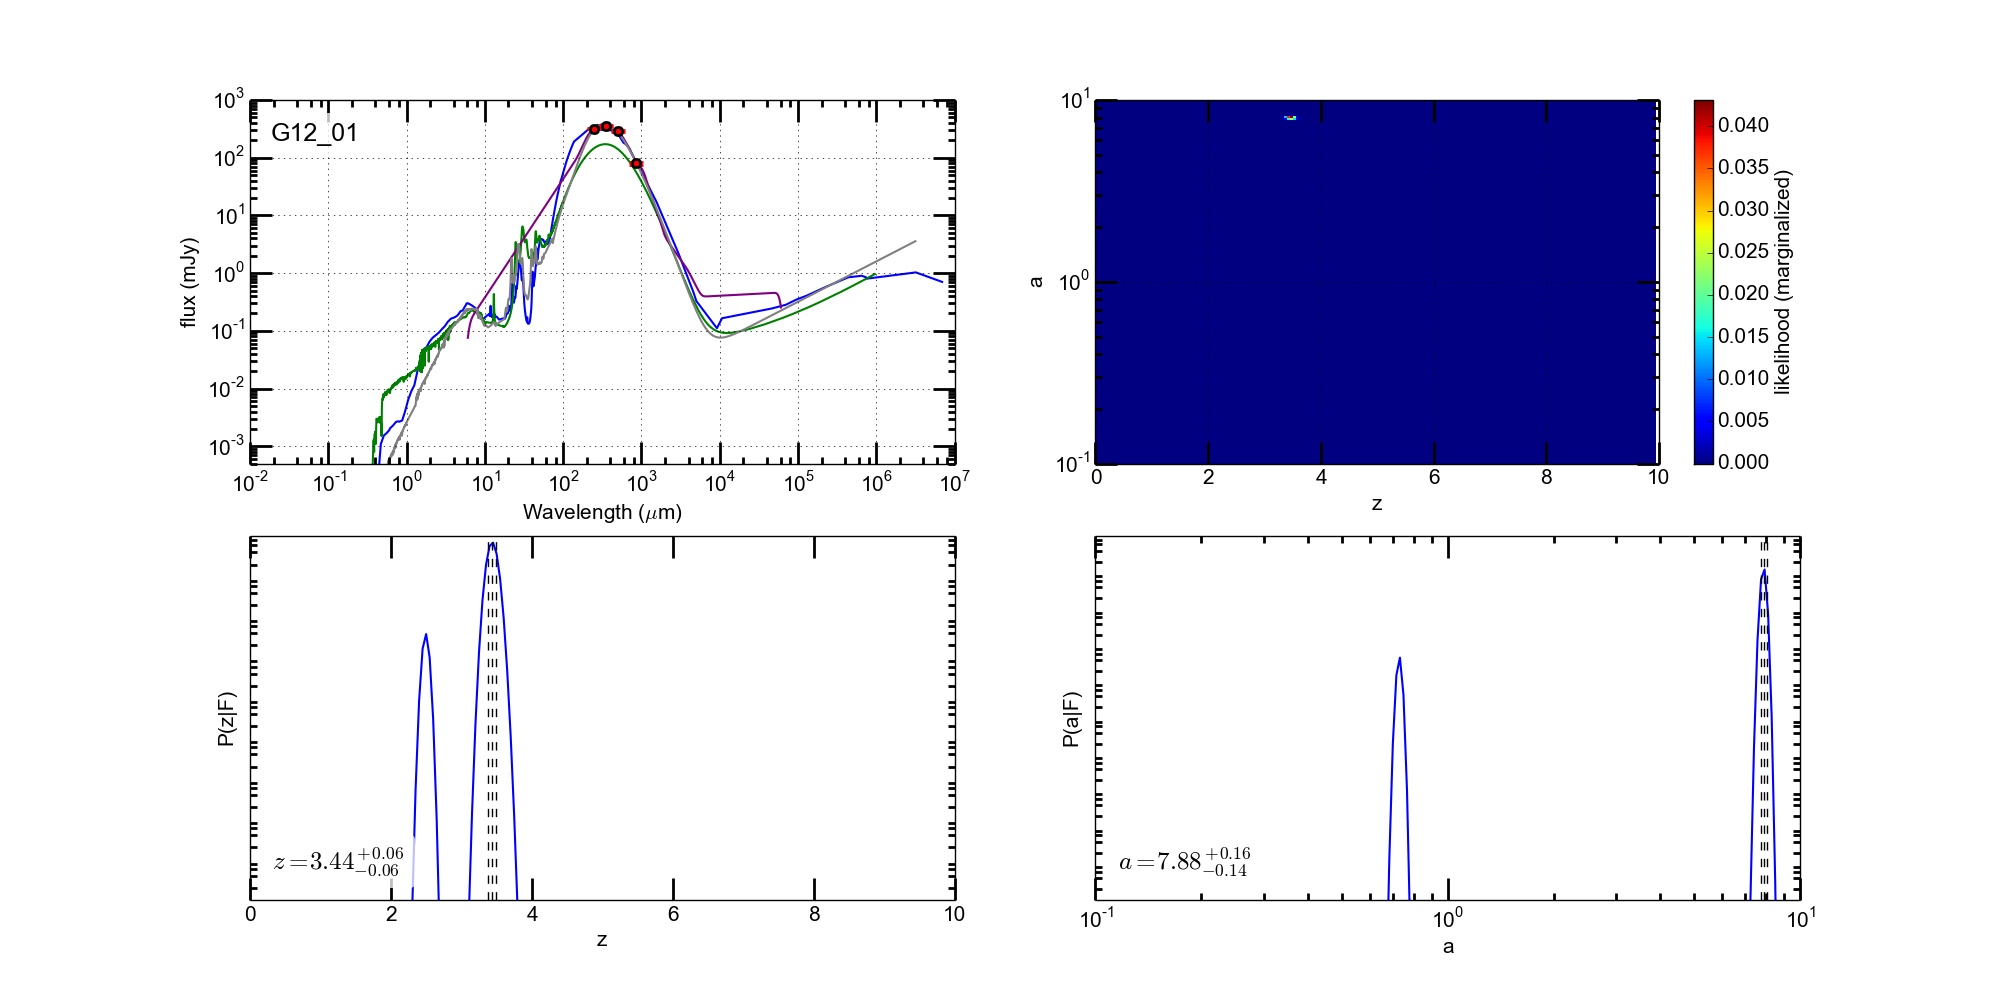 G12_01
10^3
10^2
10^1
10^0
10^-1
10^-2
10^-3
flux (mJy)
10^-2 10^-1 10^0 10^1 10^2 10^3 10^4 10^5 10^6 10^7
Wavelength (μm)
10^1
10^0
10^-1
a
0 2 4 6 8 10
z
0.040
0.035
0.030
0.025
0.020
0.015
0.010
0.005
0.000
likelihood (marginalized)
P(z|F)
z=3.44^{+0.06}_{-0.06}
0 2 4 6 8 10
z
P(a|F)
a=7.88^{+0.16}_{-0.14}
10^-1 10^0 10^1
a